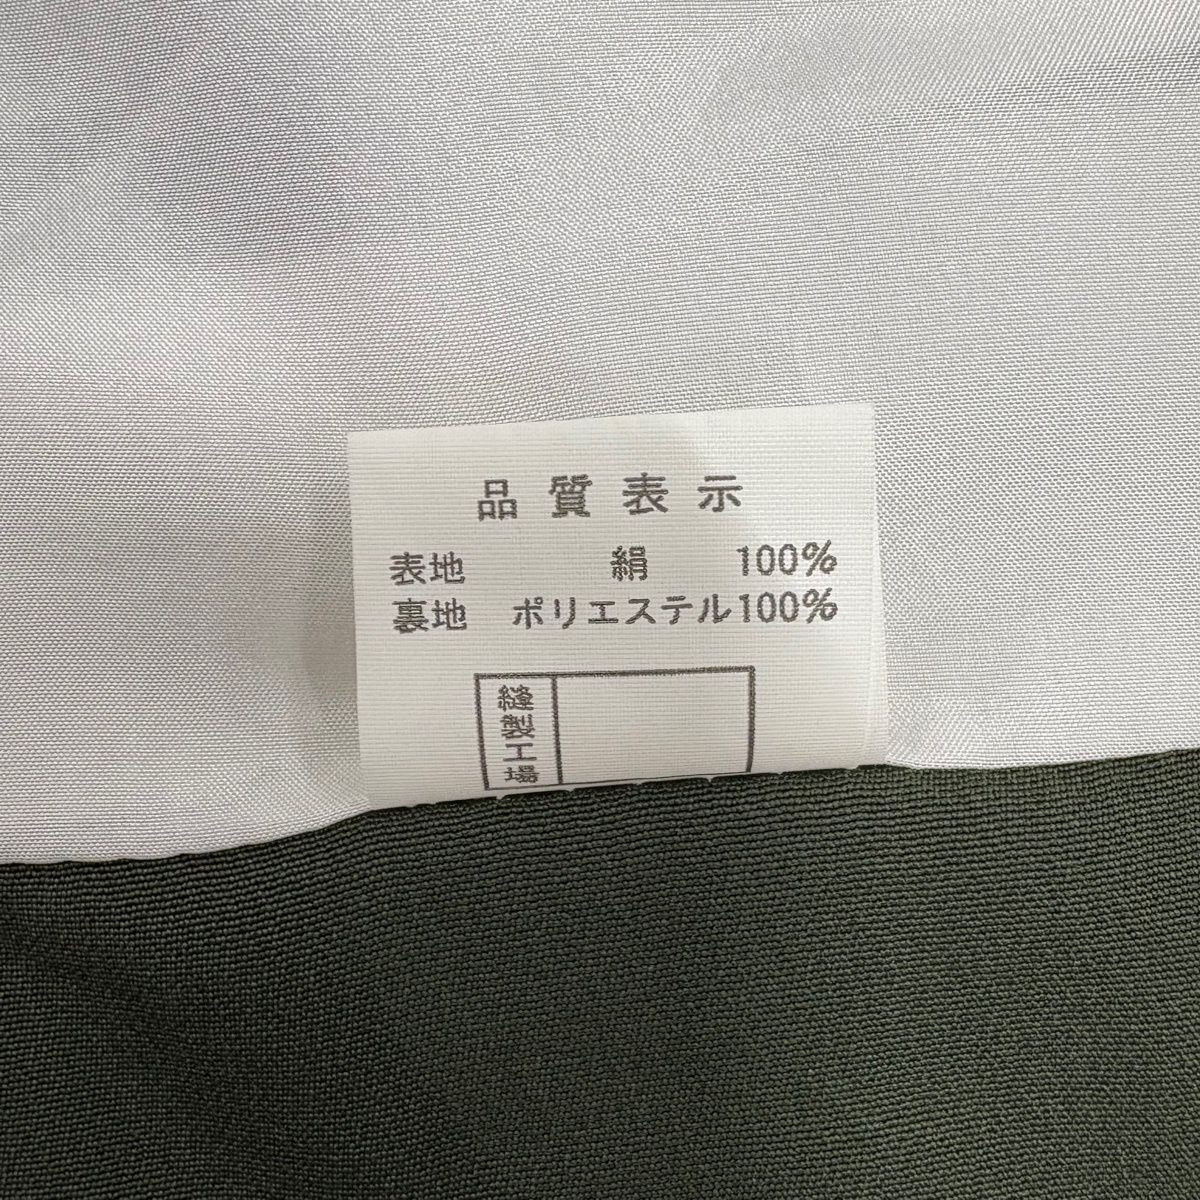 品質表示
表地 絹 100%
裏地 ポリエステル100%
縫製工場